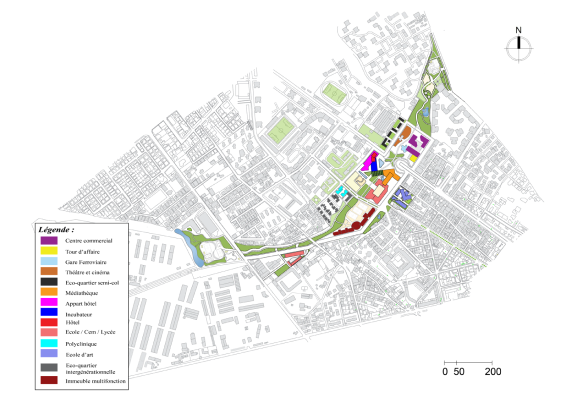 N
Légende :
Centre commercial
Tour d'affaire
Gare Ferroviaire
Théâtre et cinéma
Eco-quartier semi-col
Médiathéque
Appart hôtel
Incubateur
Hôtel
Ecole / Cem / Lycée
Polyclinique
Ecole d'art
Eco-quartier
intergénérationnelle
Immeuble multifonction
0 50 200